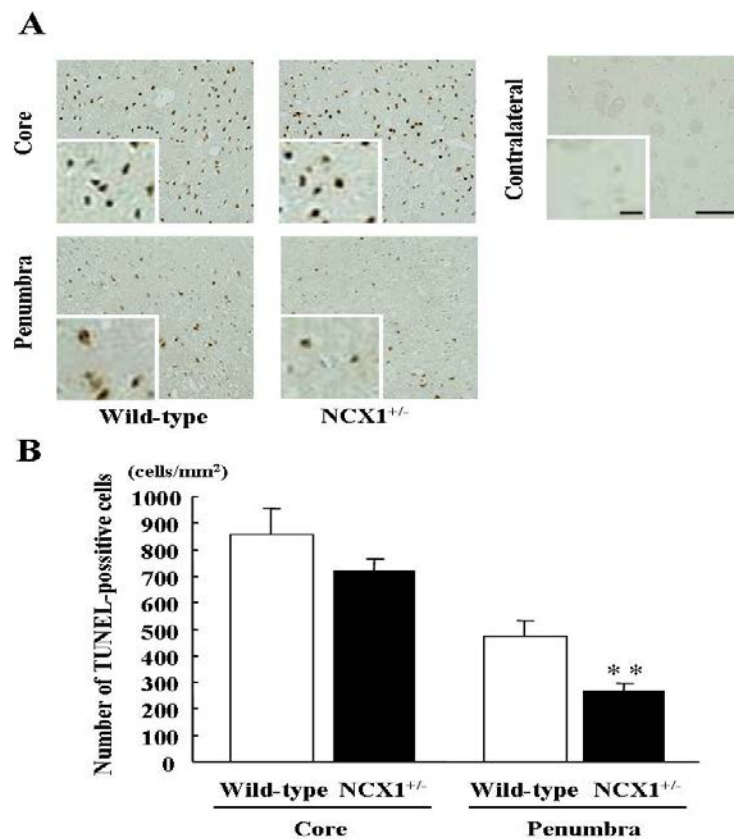 A
Core
Contralateral
Penumbra
Wild-type NCX1+/-
B
(cells/mm²)
Number of TUNEL-possitive cells
1000
900
800
700
600
500
400
300
200
100
0
**
Wild-type NCX1+/- Wild-type NCX1+/-
Core Penumbra